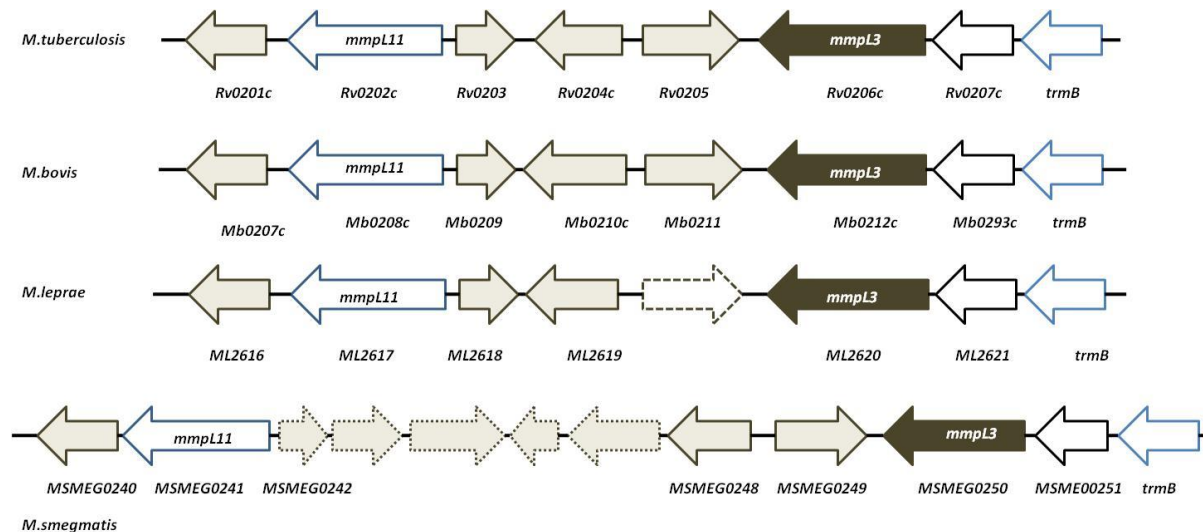 M.tuberculosis mmpL11 mmpL3
Rv0201c Rv0202c Rv0203 Rv0204c Rv0205 Rv0206c Rv0207c trmB
M.bovis mmpL11 mmpL3
Mb0207c Mb0208c Mb0209 Mb0210c Mb0211 Mb0212c Mb0293c trmB
M.leprae mmpL11 mmpL3
ML2616 ML2617 ML2618 ML2619 ML2620 ML2621 trmB
mmpL11 mmpL3
MSMEG0240 MSMEG0241 MSMEG0242 MSMEG0248 MSMEG0249 MSMEG0250 MSME00251 trmB
M.smegmatis